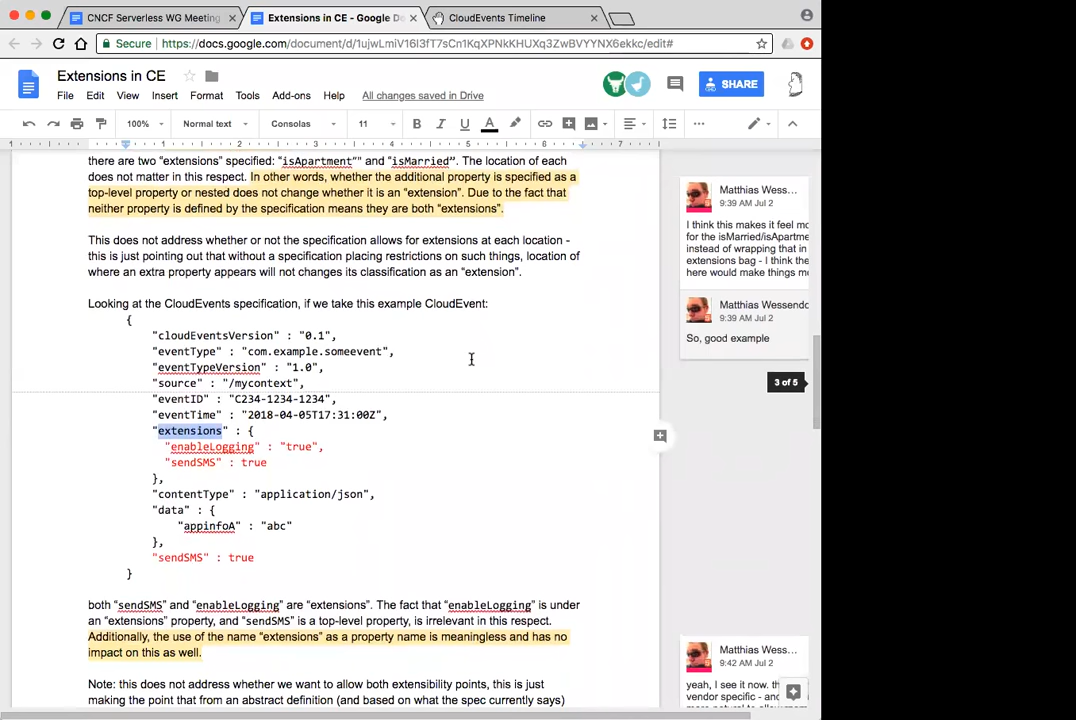 CNCF Serverless WG Meeting
Extensions in CE - Google Do
CloudEvents Timeline
Secure
https://docs.google.com/document/d/1ujwLmiV16I3fT7sCn1KqXPNkKHUXq3ZwBVYYNX6ekkc/edit#
Extensions in CE
File Edit View Insert Format Tools Add-ons Help All changes saved in Drive
SHARE
100% Normal text Consolas 11
1 1 2 3 4 5 6 7
there are two “extensions” specified: “isApartment”" and “isMarried”. The location of each
does not matter in this respect. In other words, whether the additional property is specified as a
top-level property or nested does not change whether it is an “extension”. Due to the fact that
neither property is defined by the specification means they are both “extensions”.
This does not address whether or not the specification allows for extensions at each location -
this is just pointing out that without a specification placing restrictions on such things, location of
where an extra property appears will not changes its classification as an “extension”.
Looking at the CloudEvents specification, if we take this example CloudEvent:
{
"cloudEventsVersion" : "0.1",
"eventType" : "com.example.someevent",
"eventTypeVersion" : "1.0",
"source" : "/mycontext",
"eventID" : "C234-1234-1234",
"eventTime" : "2018-04-05T17:31:00Z",
"extensions" : {
"enableLogging" : "true",
"sendSMS" : true
},
"contentType" : "application/json",
"data" : {
"appinfoA" : "abc"
},
"sendSMS" : true
}
both “sendSMS” and “enableLogging” are “extensions”. The fact that “enableLogging” is under
an “extensions” property, and “sendSMS” is a top-level property, is irrelevant in this respect.
Additionally, the use of the name “extensions” as a property name is meaningless and has no
impact on this as well.
Note: this does not address whether we want to allow both extensibility points, this is just
making the point that from an abstract definition (and based on what the spec currently says)
Matthias Wess...
9:39 AM Jul 2
I think this makes it feel mo
for the isMarried/isApartme
instead of wrapping that in
extensions bag - I think the
here would make things m
Matthias Wessendo
9:39 AM Jul 2
So, good example
3 of 5
Matthias Wess...
9:42 AM Jul 2
yeah, I see it now. th
vendor specific - and